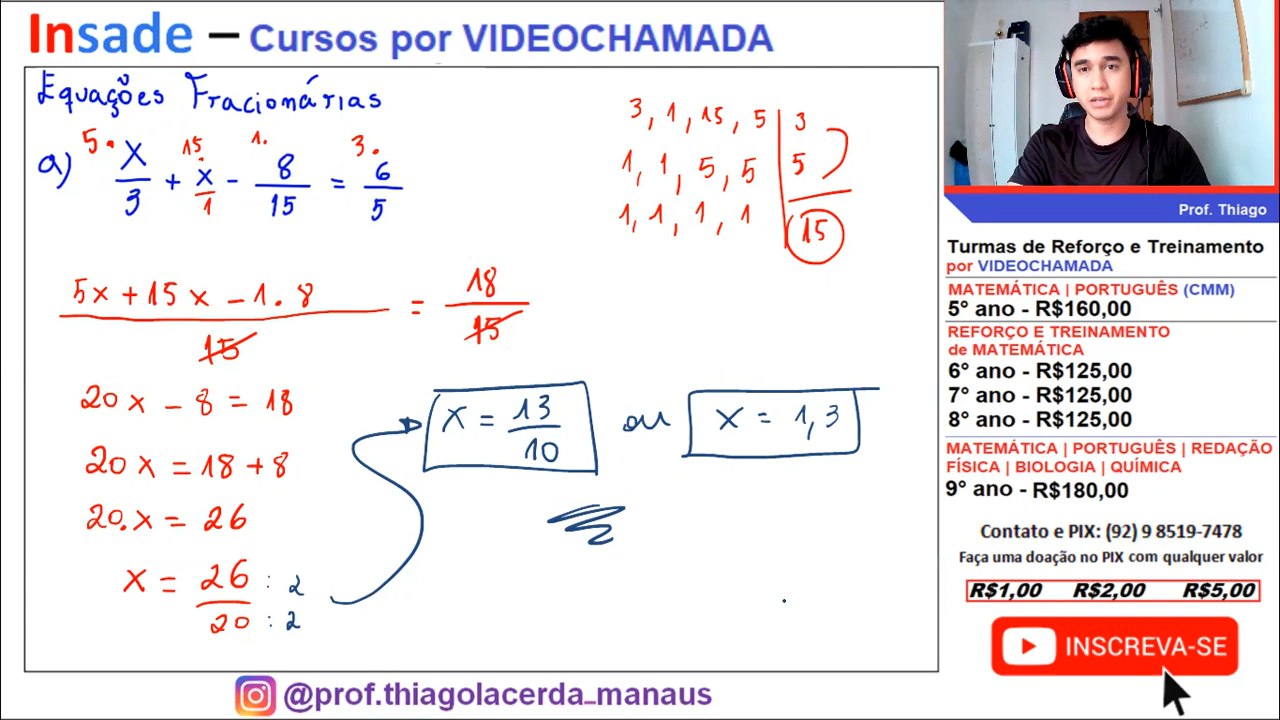 Insade – Cursos por VIDEOCHAMADA
Equações Fracionárias
a) 5. x/3 + 15. x/1 - 1. 8/15 = 3. 6/5
3, 1, 15, 5 | 3
1, 1, 5, 5 | 5
1, 1, 1, 1 | 15
5x + 15x - 1.8 / 15 = 18 / 15
20x - 8 = 18
20x = 18 + 8
20.x = 26
x = 26 : 2 / 20 : 2
x = 13/10 ou x = 1,3
@prof.thiagolacerda_manaus
Prof. Thiago
Turmas de Reforço e Treinamento
por VIDEOCHAMADA
MATEMÁTICA | PORTUGUÊS (CMM)
5° ano - R$160,00
REFORÇO E TREINAMENTO
de MATEMÁTICA
6° ano - R$125,00
7° ano - R$125,00
8° ano - R$125,00
MATEMÁTICA | PORTUGUÊS | REDAÇÃO
FÍSICA | BIOLOGIA | QUÍMICA
9° ano - R$180,00
Contato e PIX: (92) 9 8519-7478
Faça uma doação no PIX com qualquer valor
R$1,00 R$2,00 R$5,00
INSCREVA-SE